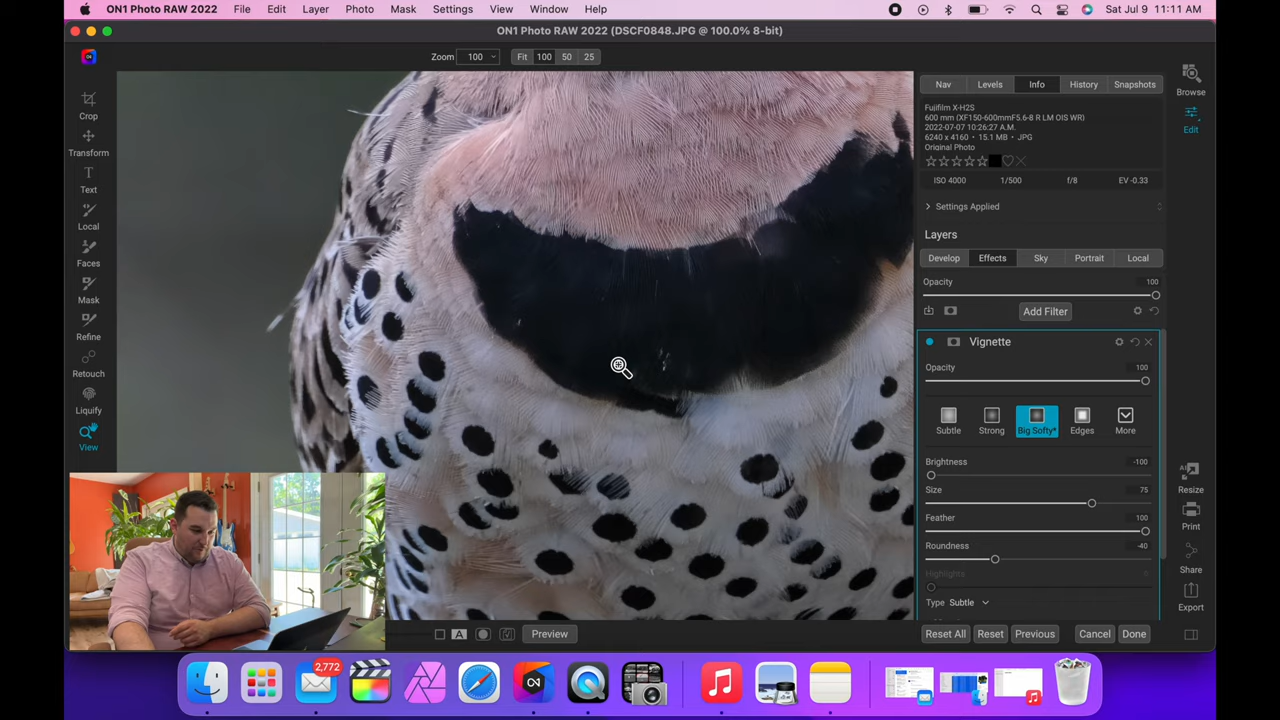 ON1 Photo RAW 2022 File Edit Layer Photo Mask Settings View Window Help Sat Jul 9 11:11 AM
ON1 Photo RAW 2022 (DSCF0848.JPG @ 100.0% 8-bit)
Zoom 100 Fit 100 50 25
Crop
Transform
Text
Local
Faces
Mask
Refine
Retouch
Liquify
View
Nav Levels Info History Snapshots
Fujifilm X-H2S
600 mm (XF150-600mmF5.6-8 R LM OIS WR)
2022-07-07 10:26:27 A.M.
6240 x 4160 • 15.1 MB • JPG
Original Photo
ISO 4000 1/500 f/8 EV -0.33
Settings Applied
Layers
Develop Effects Sky Portrait Local
Opacity 100
Add Filter
Vignette
Opacity 100
Subtle Strong Big Softy* Edges More
Brightness -100
Size 75
Feather 100
Roundness -40
Highlights
Type Subtle
Reset All Reset Previous Cancel Done
Browse
Edit
Resize
Print
Share
Export
A Preview
2,772